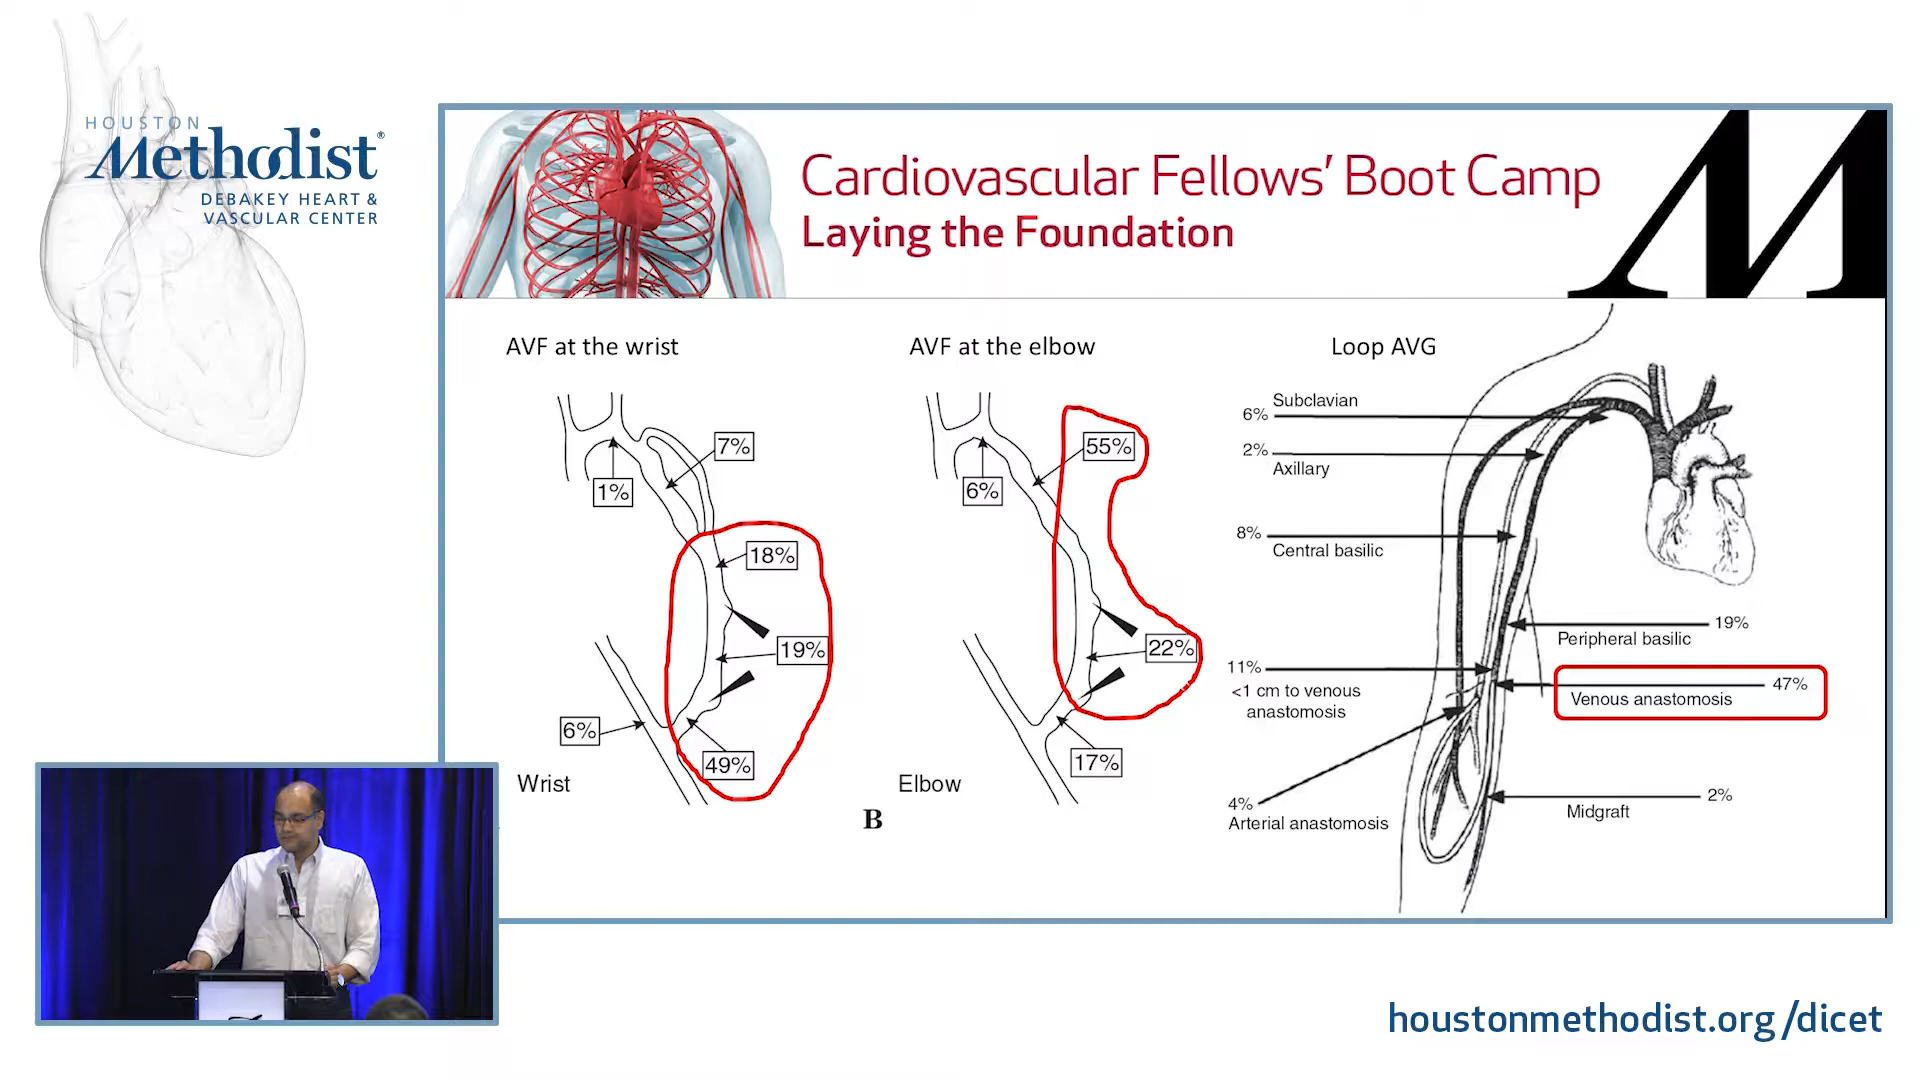 HOUSTON
Methodist®
DEBAKEY HEART &
VASCULAR CENTER
Cardiovascular Fellows’ Boot Camp
Laying the Foundation
M
AVF at the wrist
7%
1%
18%
19%
6%
49%
Wrist
B
AVF at the elbow
55%
6%
22%
17%
Elbow
Loop AVG
Subclavian
6%
2%
Axillary
8%
Central basilic
19%
Peripheral basilic
11%
<1 cm to venous
anastomosis
47%
Venous anastomosis
4%
Arterial anastomosis
2%
Midgraft
houstonmethodist.org/dicet